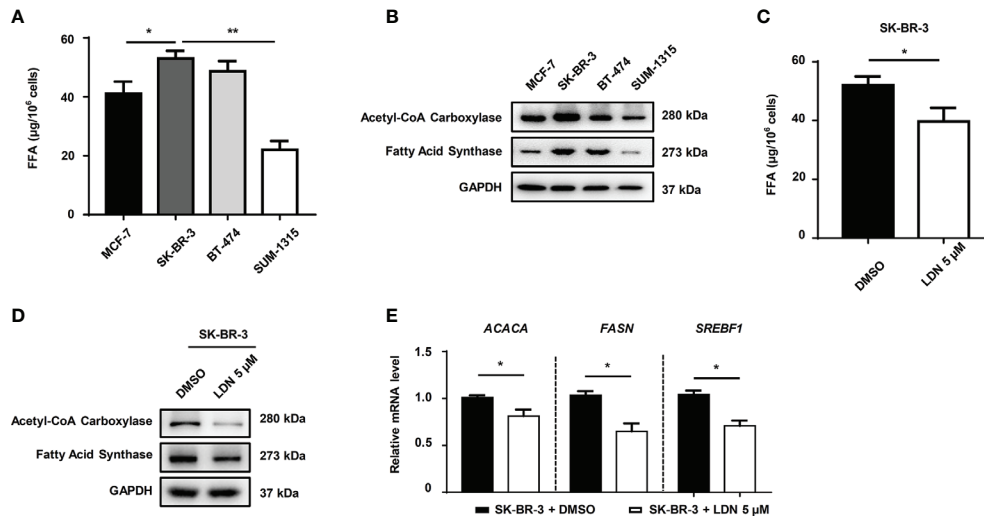 A
FFA (µg/10⁶ cells)
60
40
20
0
*
**
MCF-7
SK-BR-3
BT-474
SUM-1315
B
MCF-7
SK-BR-3
BT-474
SUM-1315
Acetyl-CoA Carboxylase
280 kDa
Fatty Acid Synthase
273 kDa
GAPDH
37 kDa
C
SK-BR-3
FFA (µg/10⁶ cells)
80
60
40
20
0
*
DMSO
LDN 5 µM
D
SK-BR-3
DMSO
LDN 5 µM
Acetyl-CoA Carboxylase
280 kDa
Fatty Acid Synthase
273 kDa
GAPDH
37 kDa
E
ACACA
FASN
SREBF1
Relative mRNA level
1.5
1.0
0.5
0
*
*
*
SK-BR-3 + DMSO
SK-BR-3 + LDN 5 µM